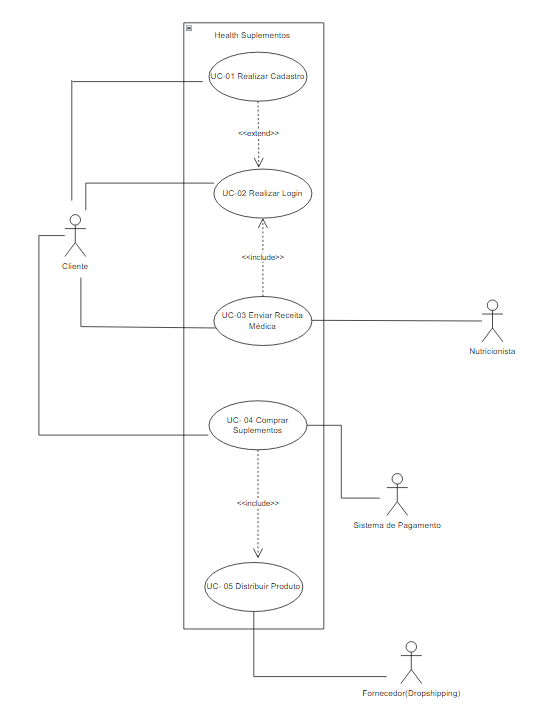 Health Suplementos
UC-01 Realizar Cadastro
<<extend>>
UC-02 Realizar Login
<<include>>
Cliente
UC-03 Enviar Receita
Médica
Nutricionista
UC- 04 Comprar
Suplementos
<<include>>
Sistema de Pagamento
UC- 05 Distribuir Produto
Fornecedor(Dropshipping)